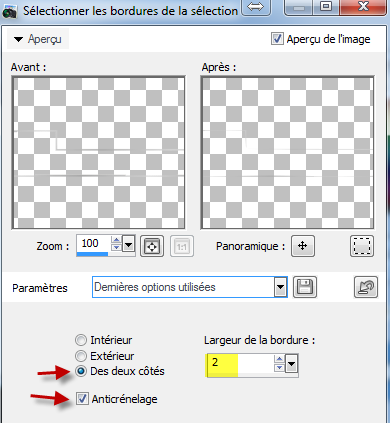 Sélectionner les bordures de la sélection
Aperçu
Aperçu de l'image
Avant :
Après :
Zoom : 100
1:1
Panoramique :
Paramètres
Dernières options utilisées
Intérieur
Extérieur
Des deux côtés
Anticrénelage
Largeur de la bordure :
2